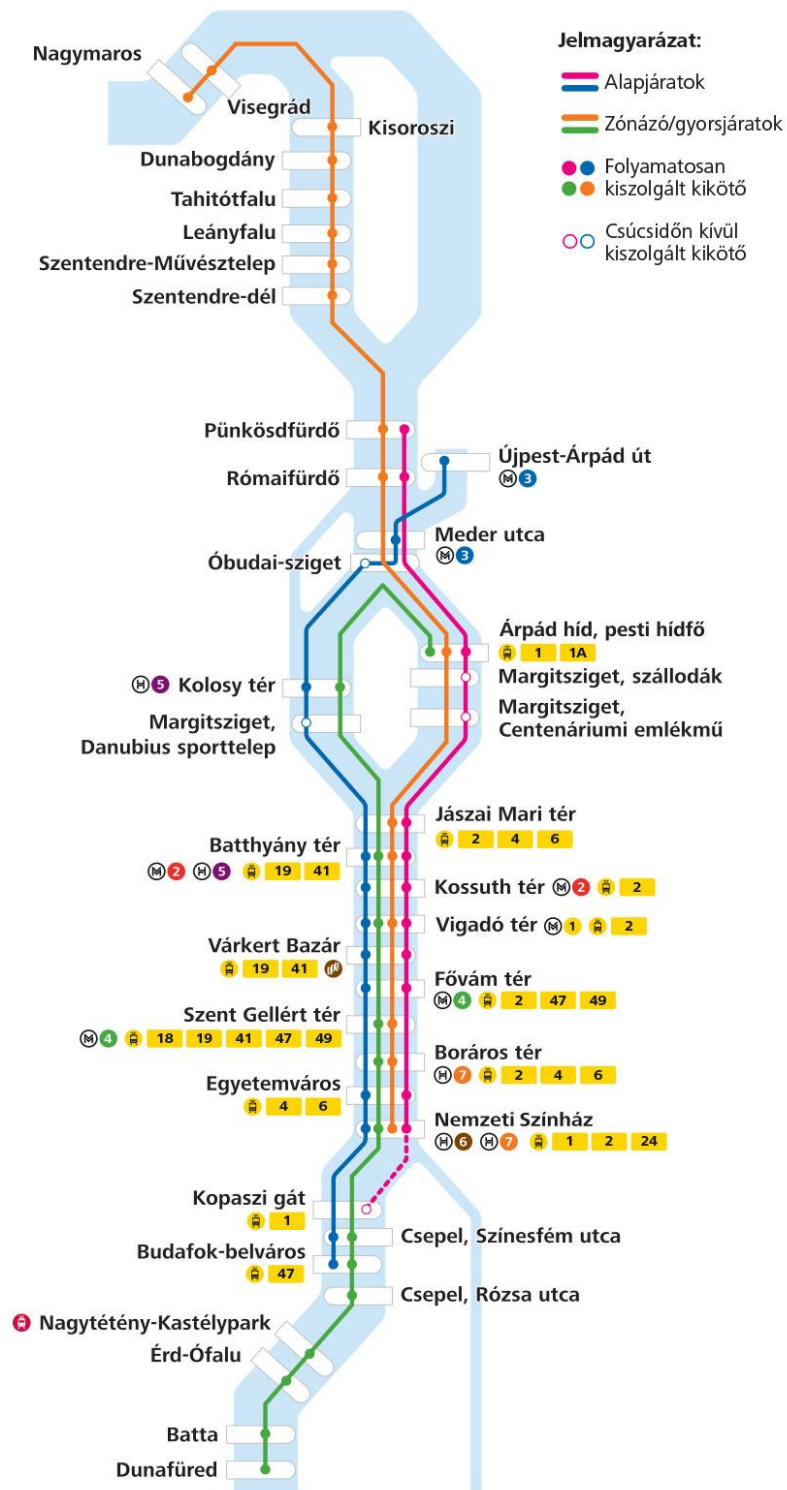 Jelmagyarázat:
Alapjáratok
Zónázó/gyorsjáratok
Folyamatosan
kiszolgált kikötő
Csúcsidőn kívül
kiszolgált kikötő
Nagymaros
Visegrád
Kisoroszi
Dunabogdány
Tahitótfalu
Leányfalu
Szentendre-Művésztelep
Szentendre-dél
Pünkösdfürdő
Rómaifürdő
Újpest-Árpád út
M 3
Meder utca
M 3
Óbudai-sziget
Árpád híd, pesti hídfő
1 1A
H 5 Kolosy tér
Margitsziget, szállodák
Margitsziget,
Danubius sporttelep
Margitsziget,
Centenáriumi emlékmű
Jászai Mari tér
2 4 6
Batthyány tér
M 2 H 5 19 41
Kossuth tér M 2 2
Vigadó tér M 1 2
Várkert Bazár
19 41
Fővám tér
M 4 2 47 49
Szent Gellért tér
M 4 18 19 41 47 49
Boráros tér
H 7 2 4 6
Egyetemváros
4 6
Nemzeti Színház
H 6 H 7 1 2 24
Kopaszi gát
1
Csepel, Színesfém utca
Budafok-belváros
47
Csepel, Rózsa utca
Nagytétény-Kastélypark
Érd-Ófalu
Batta
Dunafüred